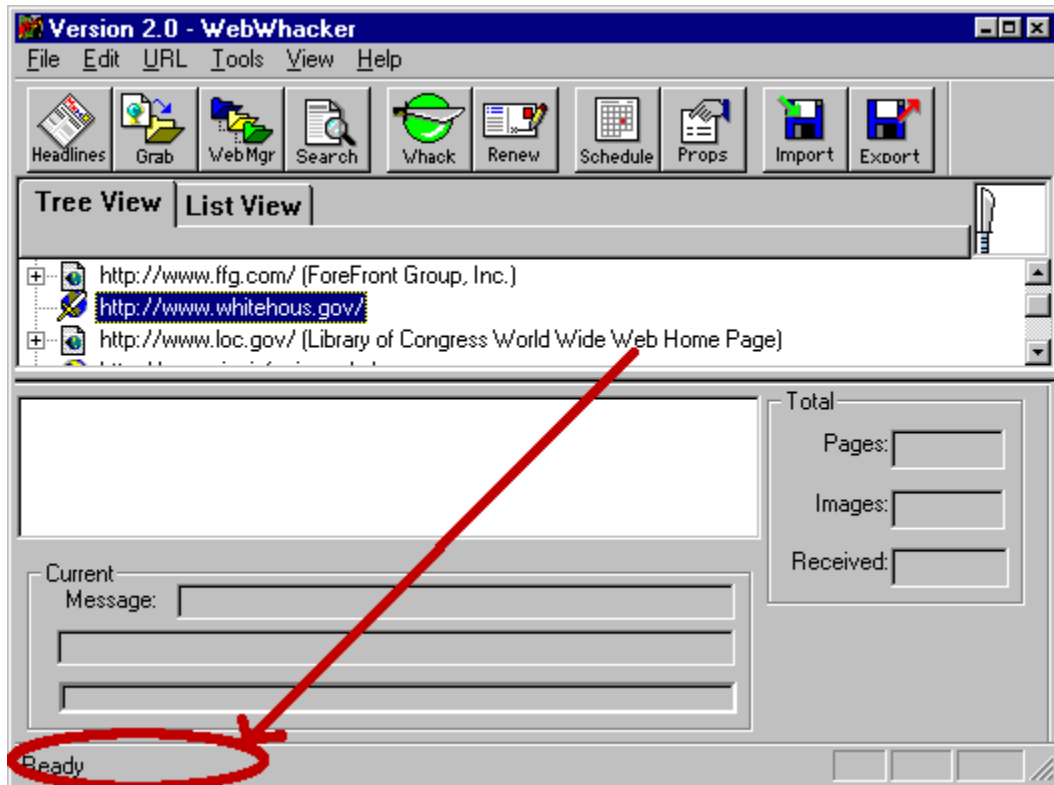 Version 2.0 - WebWhacker
File Edit URL Tools View Help
Headlines Grab WebMgr Search Whack Renew Schedule Props Import Export
Tree View List View
http://www.ffg.com/ (ForeFront Group, Inc.)
http://www.whitehous.gov/
http://www.loc.gov/ (Library of Congress World Wide Web Home Page)
Total
Pages:
Images:
Received:
Current
Message:
Ready